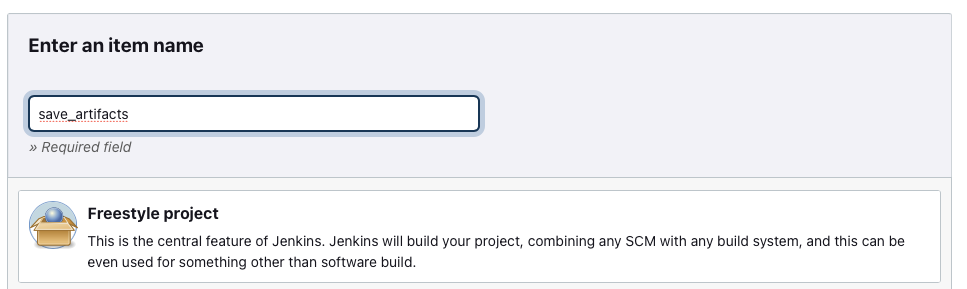 Enter an item name
save_artifacts
» Required field
Freestyle project
This is the central feature of Jenkins. Jenkins will build your project, combining any SCM with any build system, and this can be
even used for something other than software build.